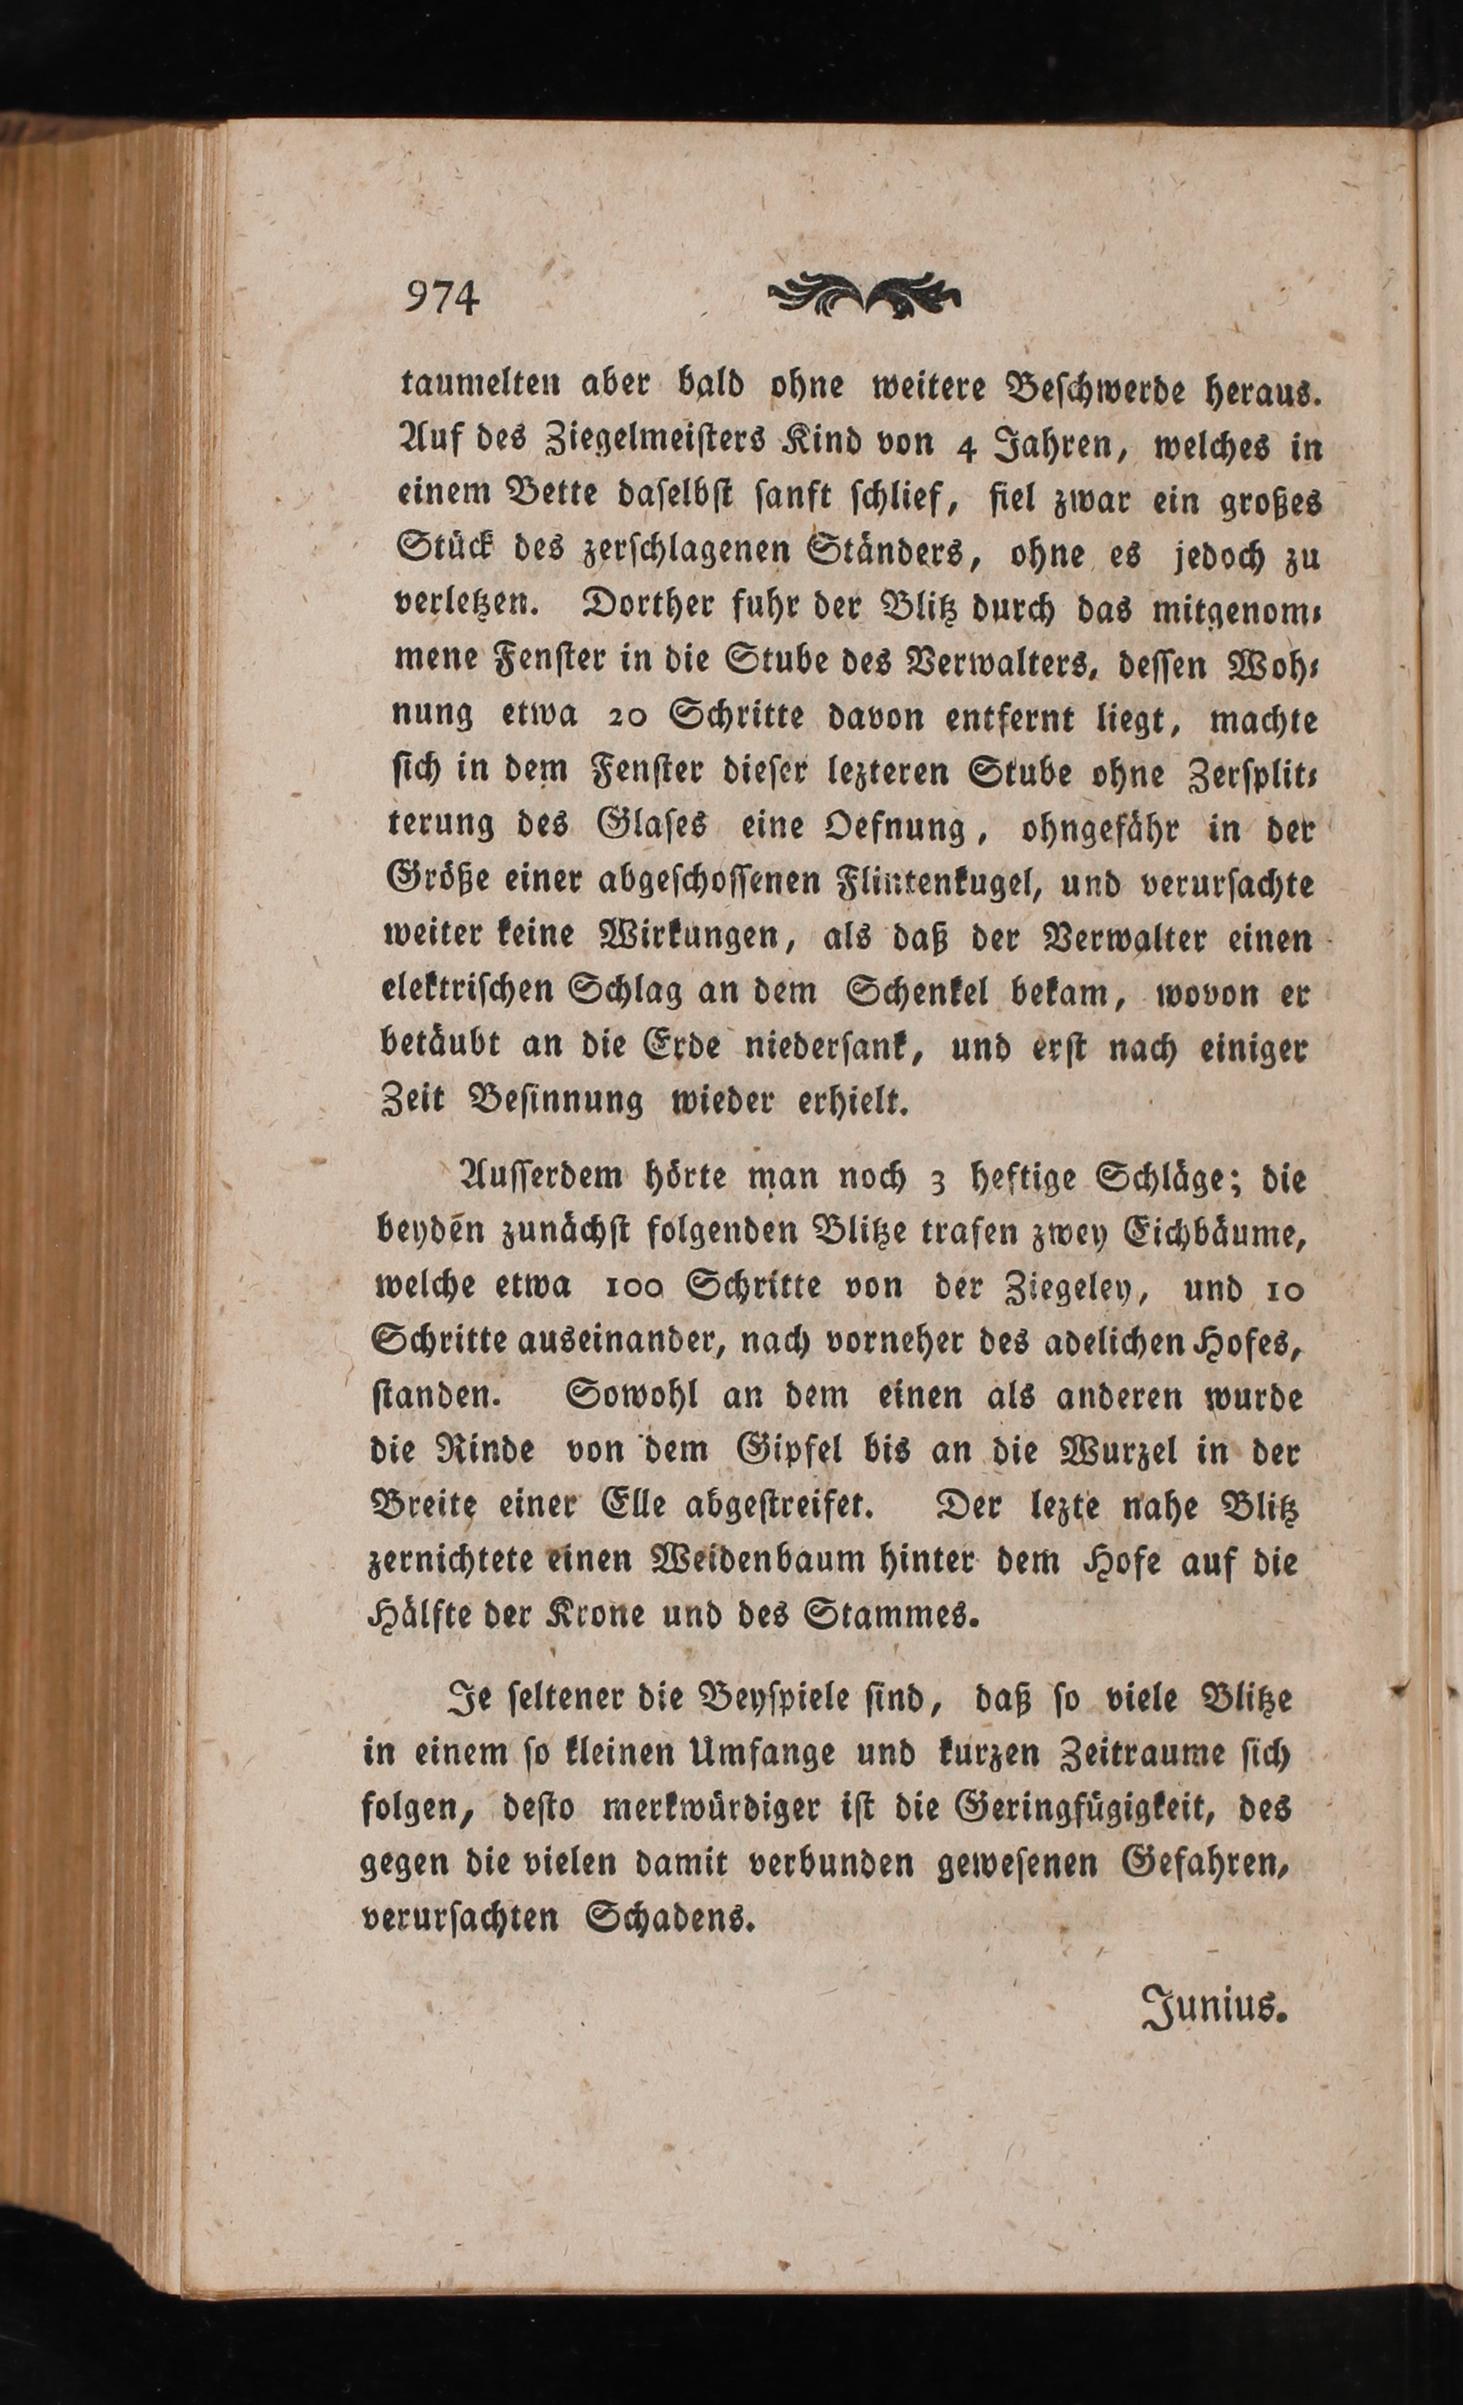 974
taumelten aber bald ohne weitere Beſchwerde heraus.
Auf des Ziegelmeiſters Kind von 4 Jahren, welches in
einem Bette daſelbſt ſanft ſchlief, fiel zwar ein großes
Stück des zerſchlagenen Ständers, ohne es jedoch zu
verletzen. Dorther fuhr der Blitz durch das mitgenom⸗
mene Fenſter in die Stube des Verwalters, deſſen Woh⸗
nung etwa 20 Schritte davon entfernt liegt, machte
ſich in dem Fenſter dieſer lezteren Stube ohne Zerſplit⸗
terung des Glaſes eine Oefnung, ohngefähr in der
Größe einer abgeſchoſſenen Flintenkugel, und verurſachte
weiter keine Wirkungen, als daß der Verwalter einen
elektriſchen Schlag an dem Schenkel bekam, wovon er
betäubt an die Erde niederſank, und erſt nach einiger
Zeit Beſinnung wieder erhielt.
Auſſerdem hörte man noch 3 heftige Schläge; die
beyden zunächſt folgenden Blitze trafen zwey Eichbäume,
welche etwa 100 Schritte von der Ziegeley, und 10
Schritte auseinander, nach vorneher des adelichen Hofes,
ſtanden. Sowohl an dem einen als anderen wurde
die Rinde von dem Gipfel bis an die Wurzel in der
Breite einer Elle abgeſtreifet. Der lezte nahe Blitz
zernichtete einen Weidenbaum hinter dem Hofe auf die
Hälfte der Krone und des Stammes.
Je ſeltener die Beyſpiele ſind, daß ſo viele Blitze
in einem ſo kleinen Umfange und kurzen Zeitraume ſich
folgen, deſto merkwürdiger iſt die Geringfügigkeit, des
gegen die vielen damit verbunden geweſenen Gefahren,
verurſachten Schadens.
Junius.